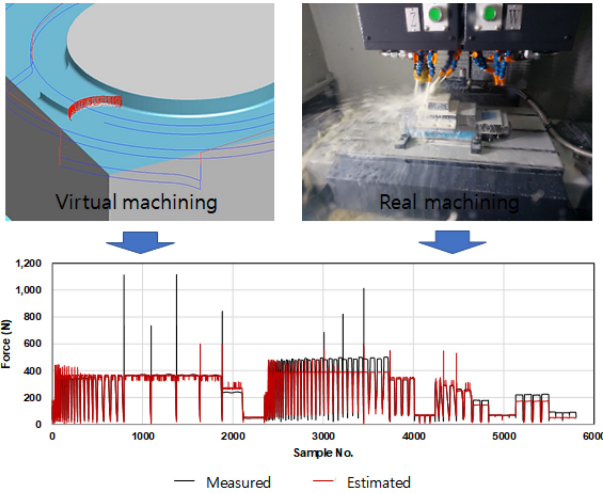 Virtual machining
Real machining
1,200
1,000
800
600
400
200
0
Force (N)
0 1000 2000 3000 4000 5000 6000
Sample No.
Measured Estimated